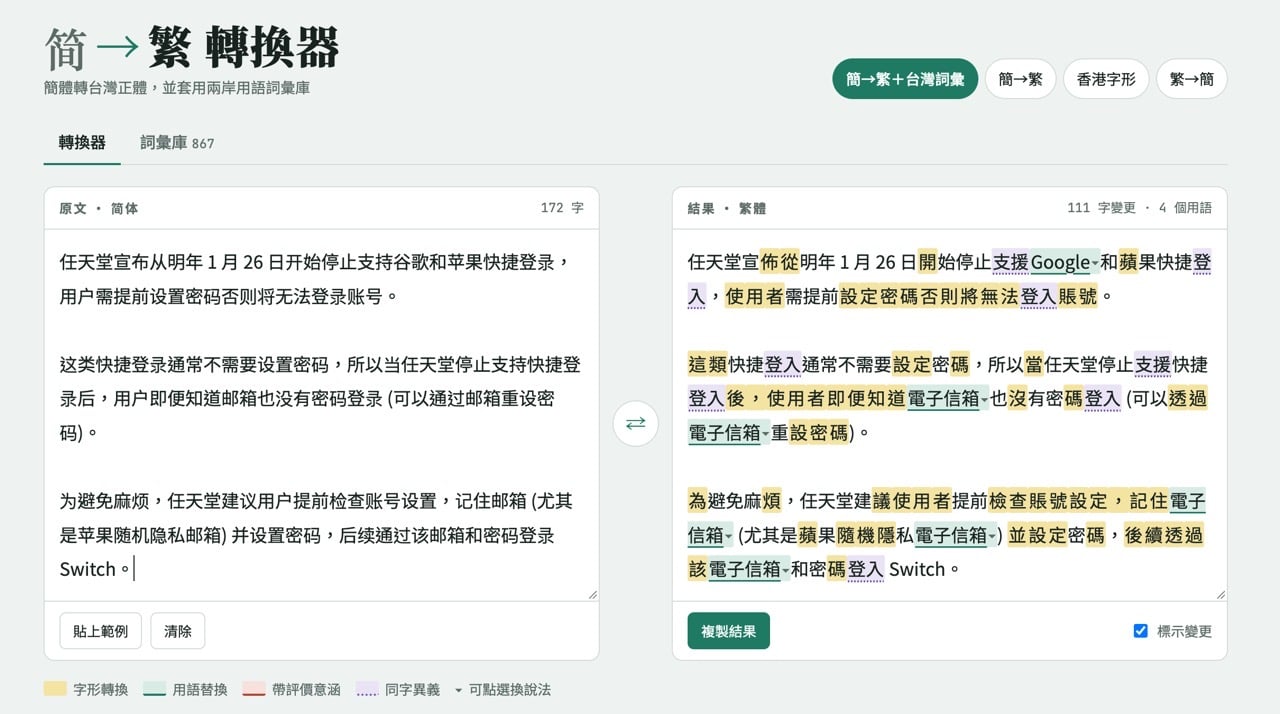 简 → 繁 轉換器
簡體轉台灣正體，並套用兩岸用語詞彙庫
簡→繁＋台灣詞彙
簡→繁
香港字形
繁→簡
轉換器
詞彙庫 867
原文 · 简体
172 字
任天堂宣布从明年 1 月 26 日开始停止支持谷歌和苹果快捷登录，
用户需提前设置密码否则将无法登录账号。
这类快捷登录通常不需要设置密码，所以当任天堂停止支持快捷登
录后，用户即便知道邮箱也没有密码登录 (可以通过邮箱重设密
码)。
为避免麻烦，任天堂建议用户提前检查账号设置，记住邮箱 (尤其
是苹果随机隐私邮箱) 并设置密码，后续通过该邮箱和密码登录
Switch。
貼上範例
清除
⇄
結果 · 繁體
111 字變更 · 4 個用語
任天堂宣佈從明年 1 月 26 日開始停止支援Google和蘋果快捷登
入，使用者需提前設定密碼否則將無法登入賬號。
這類快捷登入通常不需要設定密碼，所以當任天堂停止支援快捷
登入後，使用者即便知道電子信箱也沒有密碼登入 (可以透過
電子信箱重設密碼)。
為避免麻煩，任天堂建議使用者提前檢查賬號設定，記住電子
信箱 (尤其是蘋果隨機隱私電子信箱) 並設定密碼，後續透過
該電子信箱和密碼登入 Switch。
複製結果
標示變更
字形轉換
用語替換
帶評價意涵
同字異義
可點選換說法